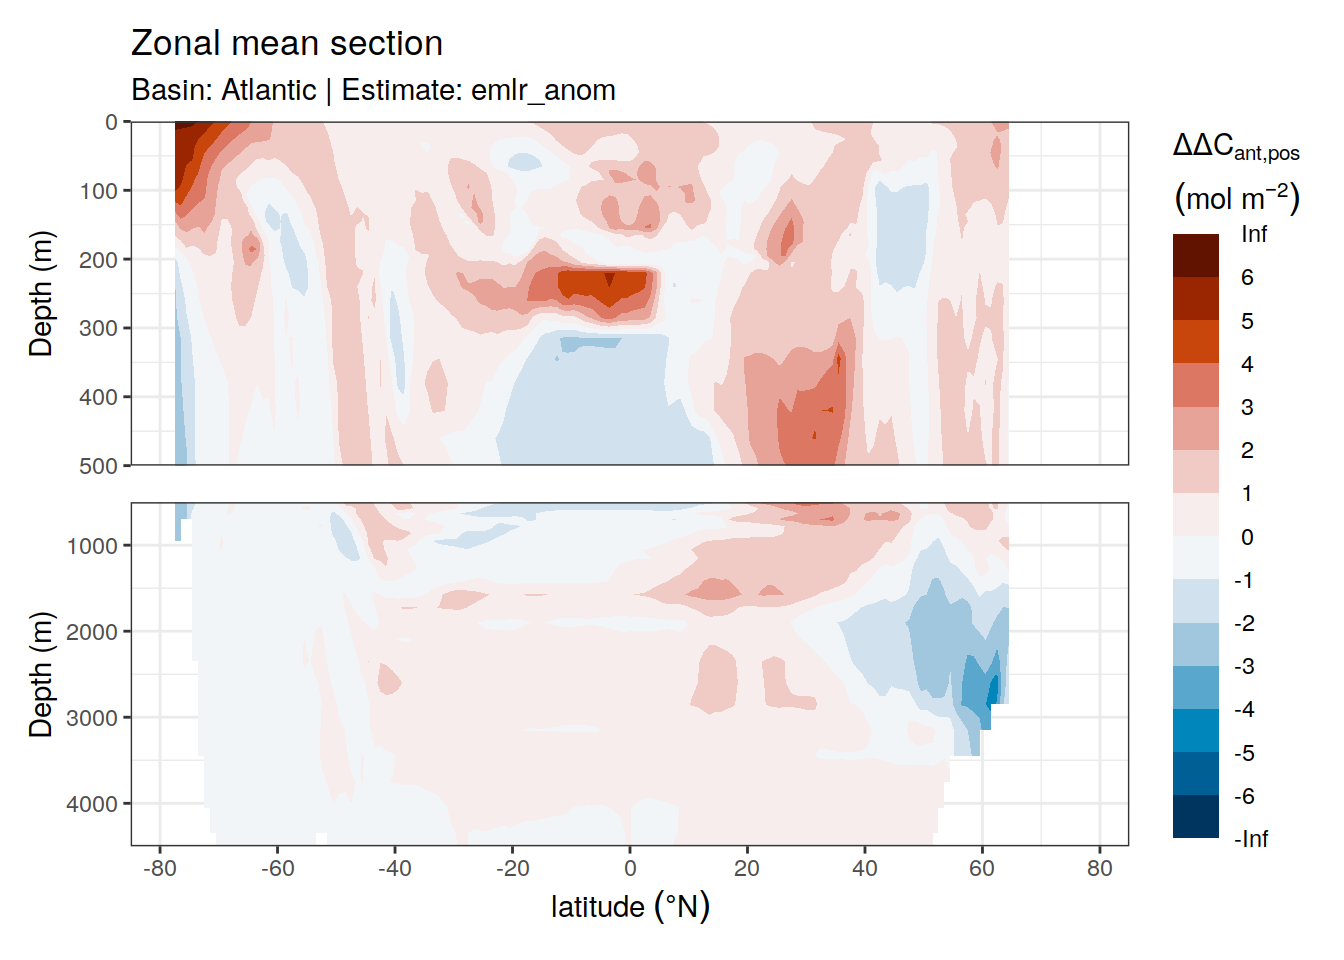 Zonal mean section
Basin: Atlantic | Estimate: emlr_anom
0
100
200
300
400
500
Depth (m)
1000
2000
3000
4000
Depth (m)
-80 -60 -40 -20 0 20 40 60 80
latitude (°N)
ΔΔCant,pos
(mol m⁻²)
Inf
6
5
4
3
2
1
0
-1
-2
-3
-4
-5
-6
-Inf